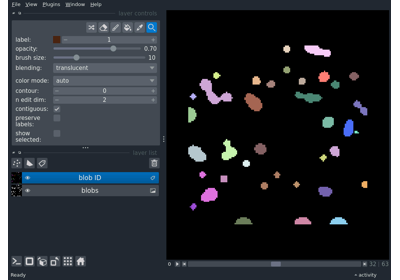 File View Plugins Window Help
layer controls
label: 1
opacity: 0.70
brush size: 10
blending: translucent
color mode: auto
contour: 0
n edit dim: 2
contiguous:
preserve
labels:
show
selected:
layer list
blob ID
blobs
32 63
Ready
activity